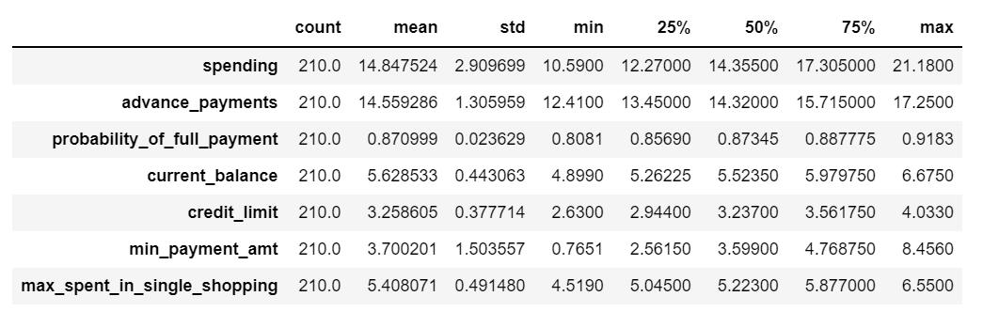 count mean std min 25% 50% 75% max
spending 210.0 14.847524 2.909699 10.5900 12.27000 14.35500 17.305000 21.1800
advance_payments 210.0 14.559286 1.305959 12.4100 13.45000 14.32000 15.715000 17.2500
probability_of_full_payment 210.0 0.870999 0.023629 0.8081 0.85690 0.87345 0.887775 0.9183
current_balance 210.0 5.628533 0.443063 4.8990 5.26225 5.52350 5.979750 6.6750
credit_limit 210.0 3.258605 0.377714 2.6300 2.94400 3.23700 3.561750 4.0330
min_payment_amt 210.0 3.700201 1.503557 0.7651 2.56150 3.59900 4.768750 8.4560
max_spent_in_single_shopping 210.0 5.408071 0.491480 4.5190 5.04500 5.22300 5.877000 6.5500